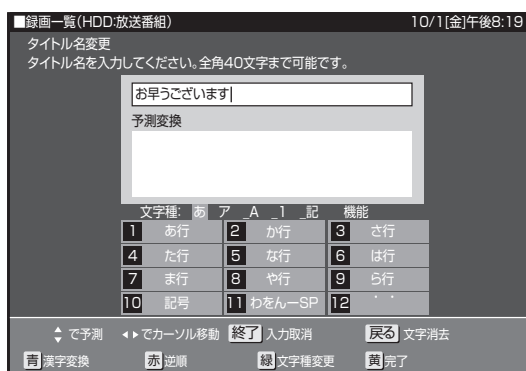 ■録画一覧(HDD:放送番組) 10/1[金]午後8:19
タイトル名変更
タイトル名を入力してください。全角40文字まで可能です。
お早うございます
予測変換
文字種: あ ア _A _1 _記 機能
1 あ行 2 か行 3 さ行
4 た行 5 な行 6 は行
7 ま行 8 や行 9 ら行
10 記号 11 わをんーSP 12 ゛゜
で予測 でカーソル移動 終了 入力取消 戻る 文字消去
青 漢字変換 赤 逆順 緑 文字種変更 黄 完了